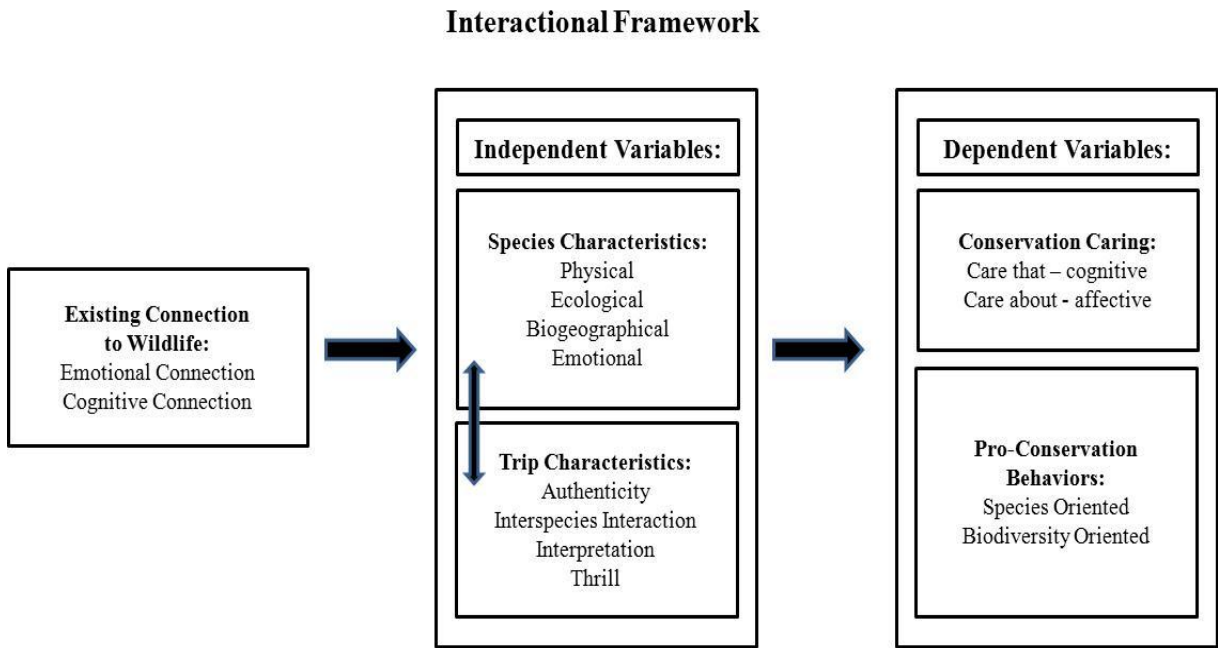 Interactional Framework
Existing Connection
to Wildlife:
Emotional Connection
Cognitive Connection
Independent Variables:
Species Characteristics:
Physical
Ecological
Biogeographical
Emotional
Trip Characteristics:
Authenticity
Interspecies Interaction
Interpretation
Thrill
Dependent Variables:
Conservation Caring:
Care that – cognitive
Care about - affective
Pro-Conservation
Behaviors:
Species Oriented
Biodiversity Oriented